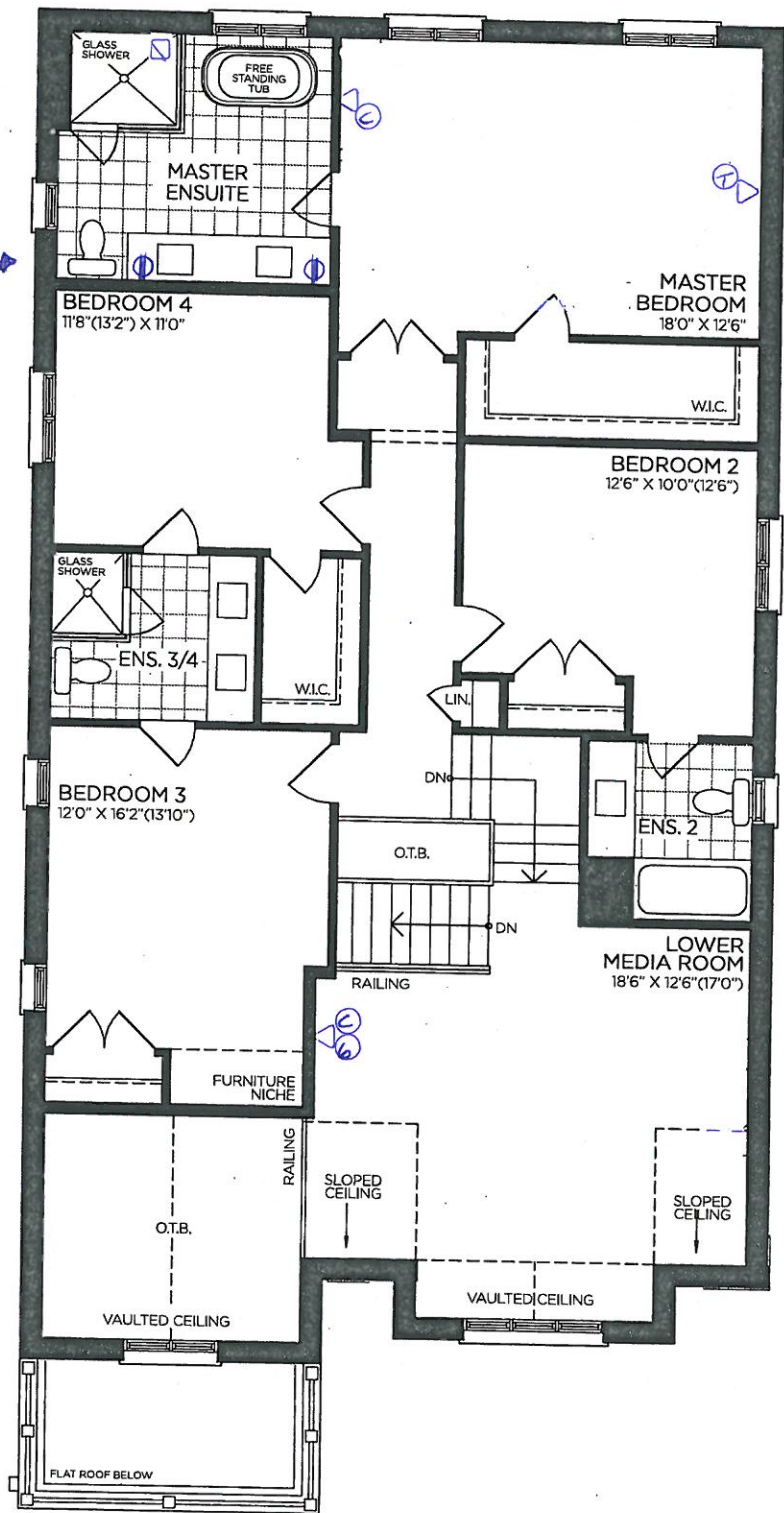 GLASS
SHOWER
FREE
STANDING
TUB
C
MASTER
ENSUITE
T
MASTER
BEDROOM
18'0" X 12'6"
BEDROOM 4
11'8"(13'2") X 11'0"
W.I.C.
BEDROOM 2
12'6" X 10'0"(12'6")
GLASS
SHOWER
ENS. 3/4
W.I.C.
LIN.
BEDROOM 3
12'0" X 16'2"(13'10")
DN
O.T.B.
ENS. 2
DN
RAILING
LOWER
MEDIA ROOM
18'6" X 12'6"(17'0")
C
6
FURNITURE
NICHE
RAILING
O.T.B.
SLOPED
CEILING
SLOPED
CEILING
VAULTED CEILING
VAULTED CEILING
FLAT ROOF BELOW